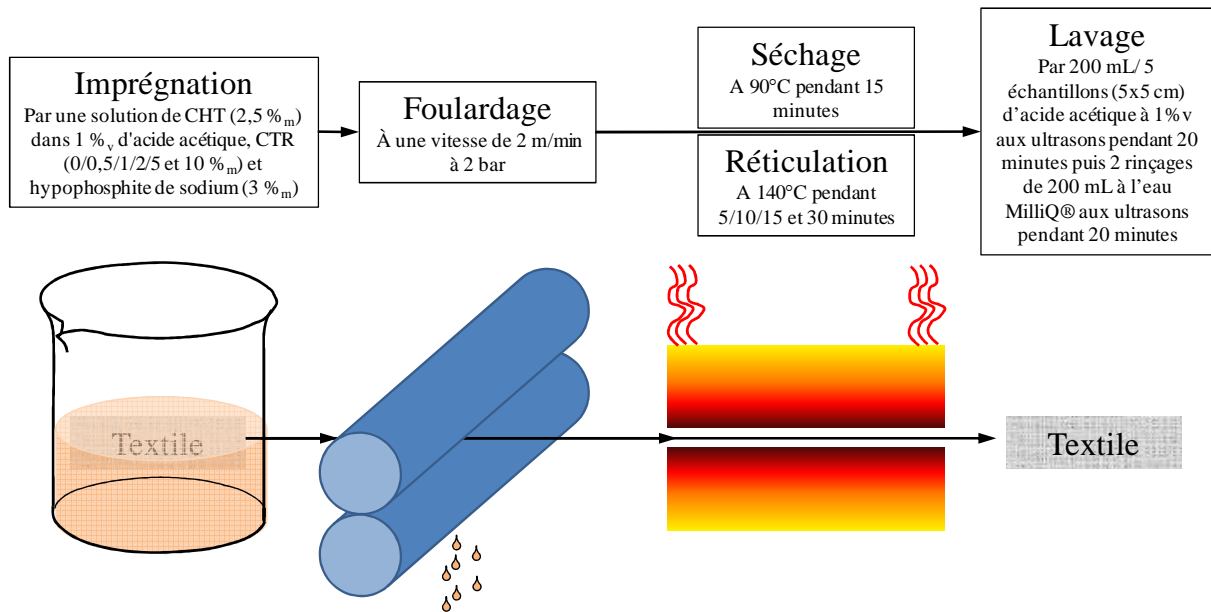 Imprégnation
Par une solution de CHT (2,5 %m)
dans 1 %v d'acide acétique, CTR
(0/0,5/1/2/5 et 10 %m) et
hypophosphite de sodium (3 %m)
Foulardage
À une vitesse de 2 m/min
à 2 bar
Séchage
A 90°C pendant 15
minutes
Réticulation
A 140°C pendant
5/10/15 et 30 minutes
Lavage
Par 200 mL/ 5
échantillons (5x5 cm)
d'acide acétique à 1%v
aux ultrasons pendant 20
minutes puis 2 rinçages
de 200 mL à l'eau
MilliQ® aux ultrasons
pendant 20 minutes
Textile
Textile